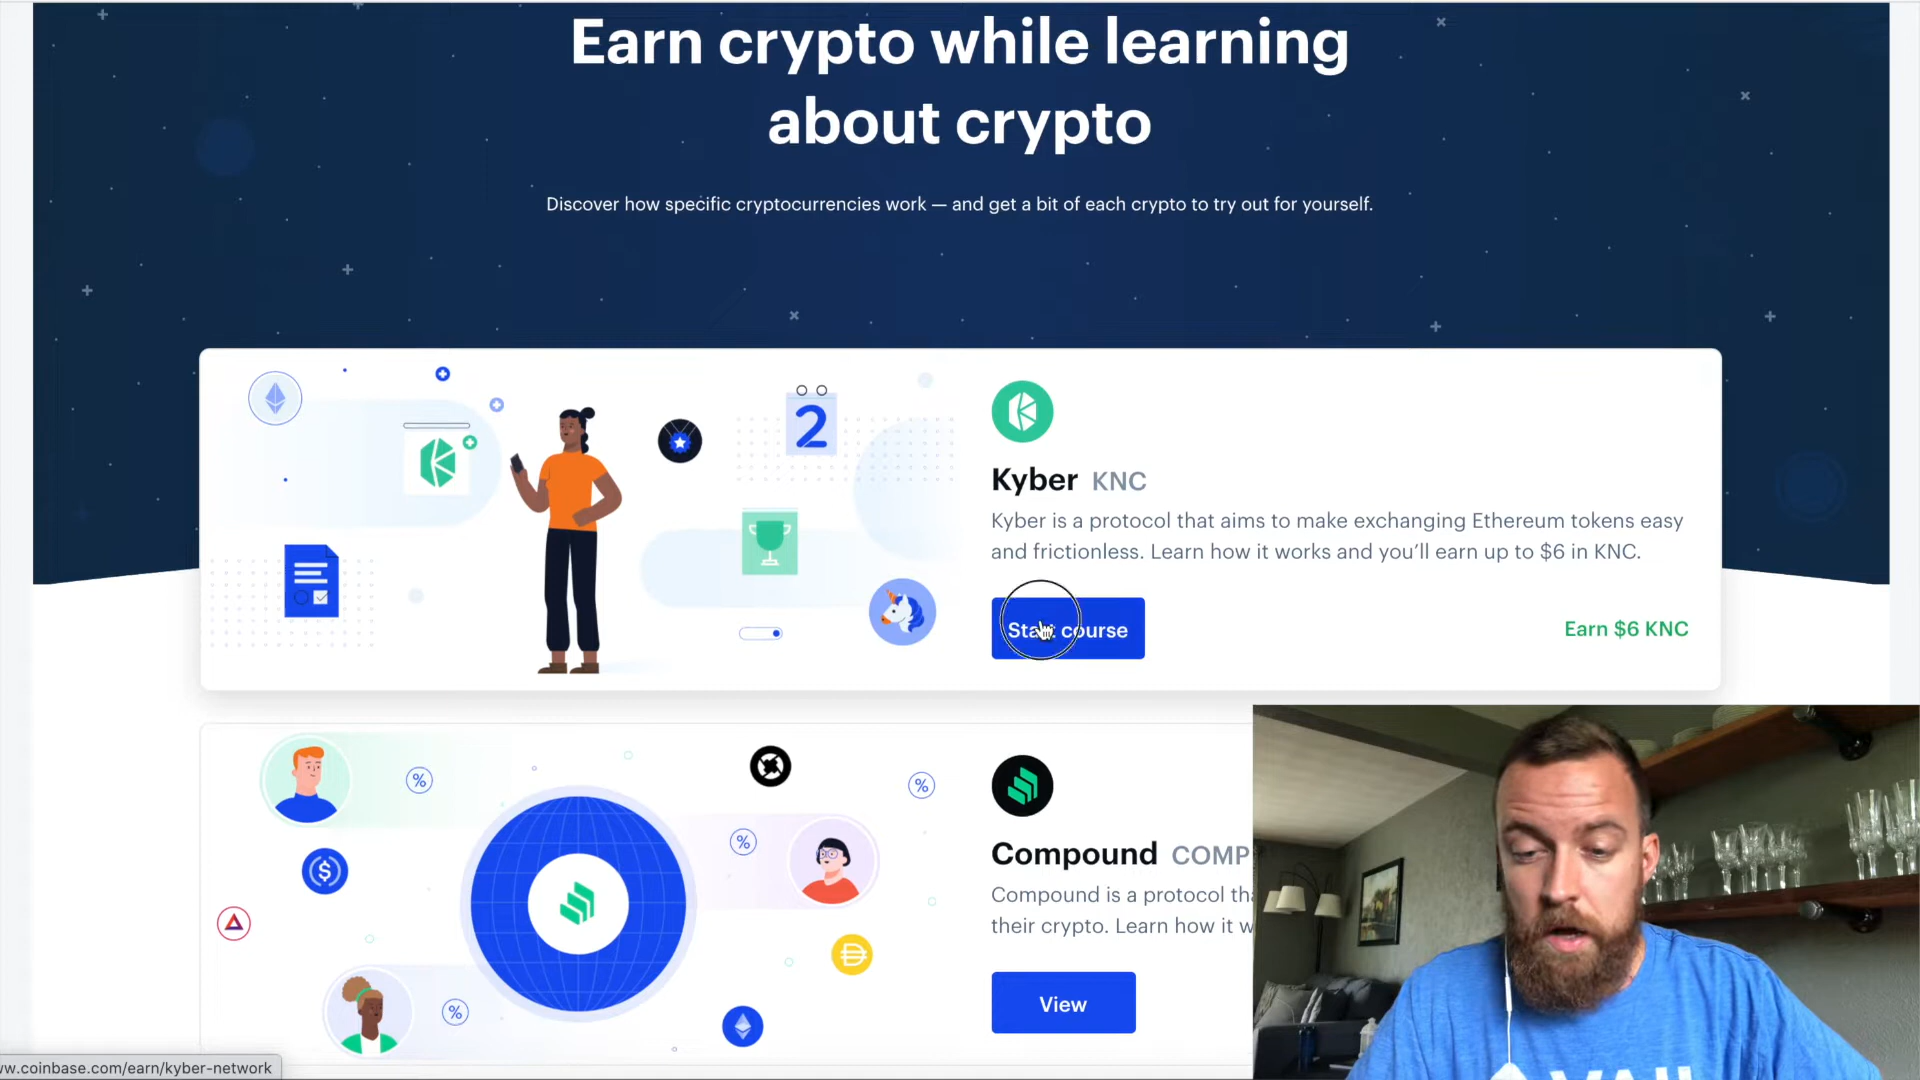 Earn crypto while learning
about crypto
Discover how specific cryptocurrencies work — and get a bit of each crypto to try out for yourself.
2
Kyber KNC
Kyber is a protocol that aims to make exchanging Ethereum tokens easy
and frictionless. Learn how it works and you’ll earn up to $6 in KNC.
Start course
Earn $6 KNC
%
%
%
$
Compound COMP
Compound is a protocol
their crypto. Learn how it
%
View
w.coinbase.com/earn/kyber-network
VAIL